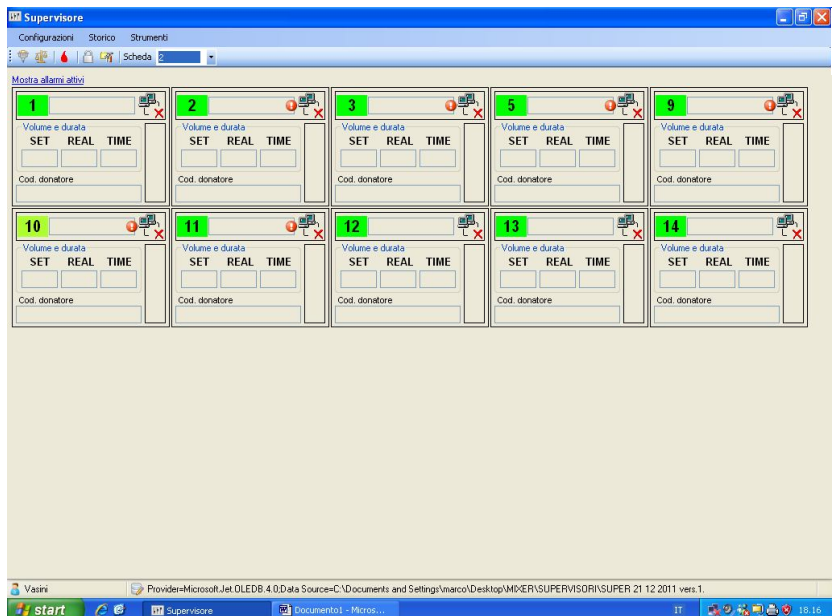 Supervisore
Configurazioni Storico Strumenti
Scheda 2
Mostra allarmi attivi
1 2 3 5 9
Volume e durata Volume e durata Volume e durata Volume e durata Volume e durata
SET REAL TIME SET REAL TIME SET REAL TIME SET REAL TIME SET REAL TIME
Cod. donatore Cod. donatore Cod. donatore Cod. donatore Cod. donatore
10 11 12 13 14
Volume e durata Volume e durata Volume e durata Volume e durata Volume e durata
SET REAL TIME SET REAL TIME SET REAL TIME SET REAL TIME SET REAL TIME
Cod. donatore Cod. donatore Cod. donatore Cod. donatore Cod. donatore
Vasini Provider=Microsoft.Jet.OLEDB.4.0;Data Source=C:\Documents and Settings\marco\Desktop\MIXER\SUPERVISORI\SUPER 21 12 2011 vers.1.
start Supervisore Documento1 - Micros... IT 18.16